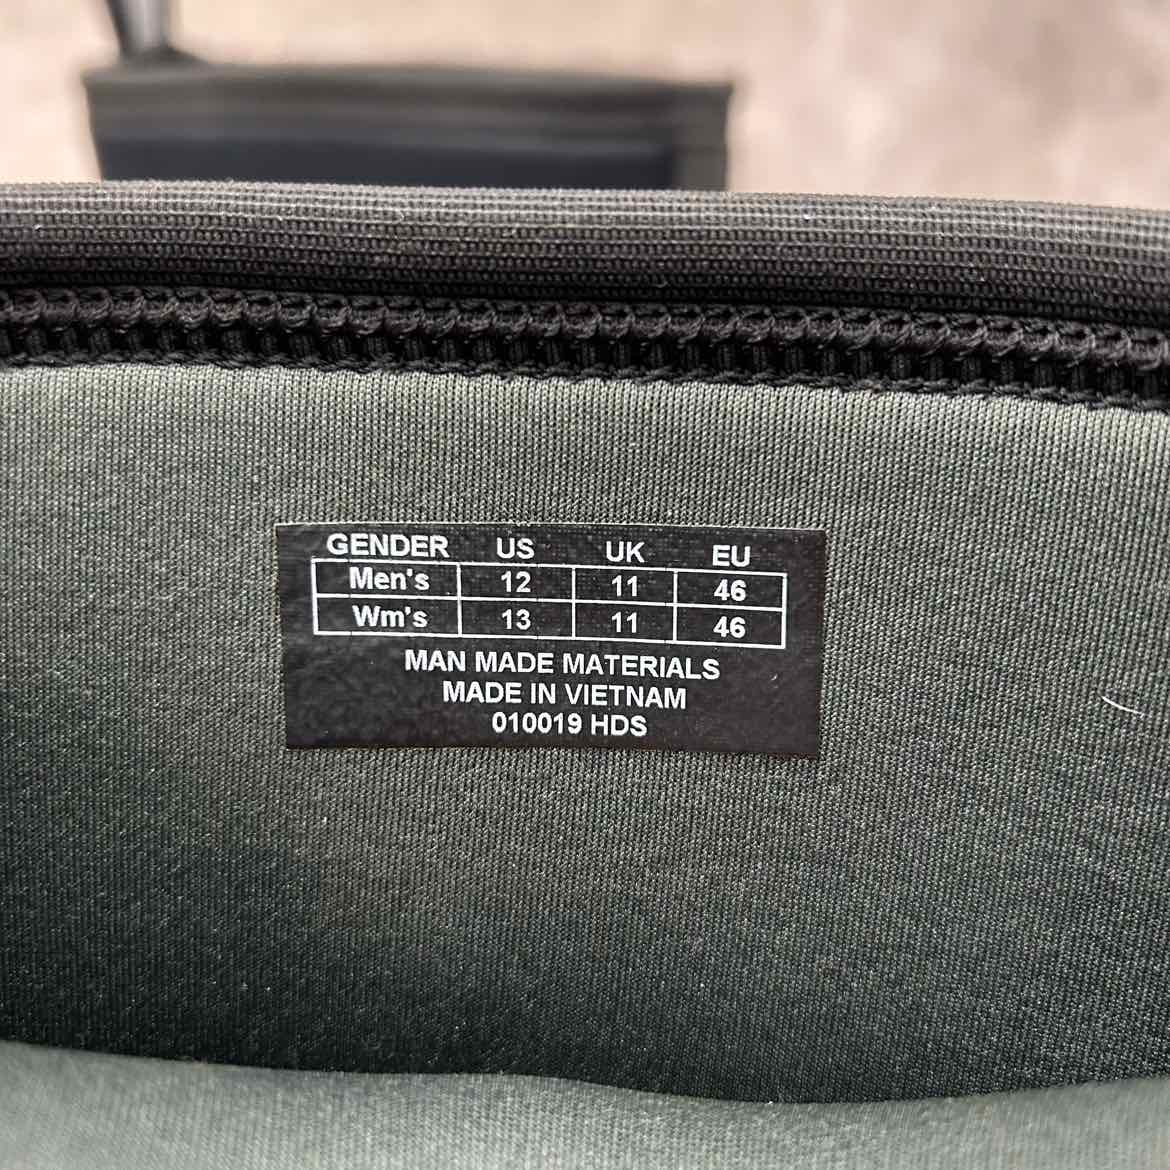 GENDER US UK EU
Men's 12 11 46
Wm's 13 11 46
MAN MADE MATERIALS
MADE IN VIETNAM
010019 HDS